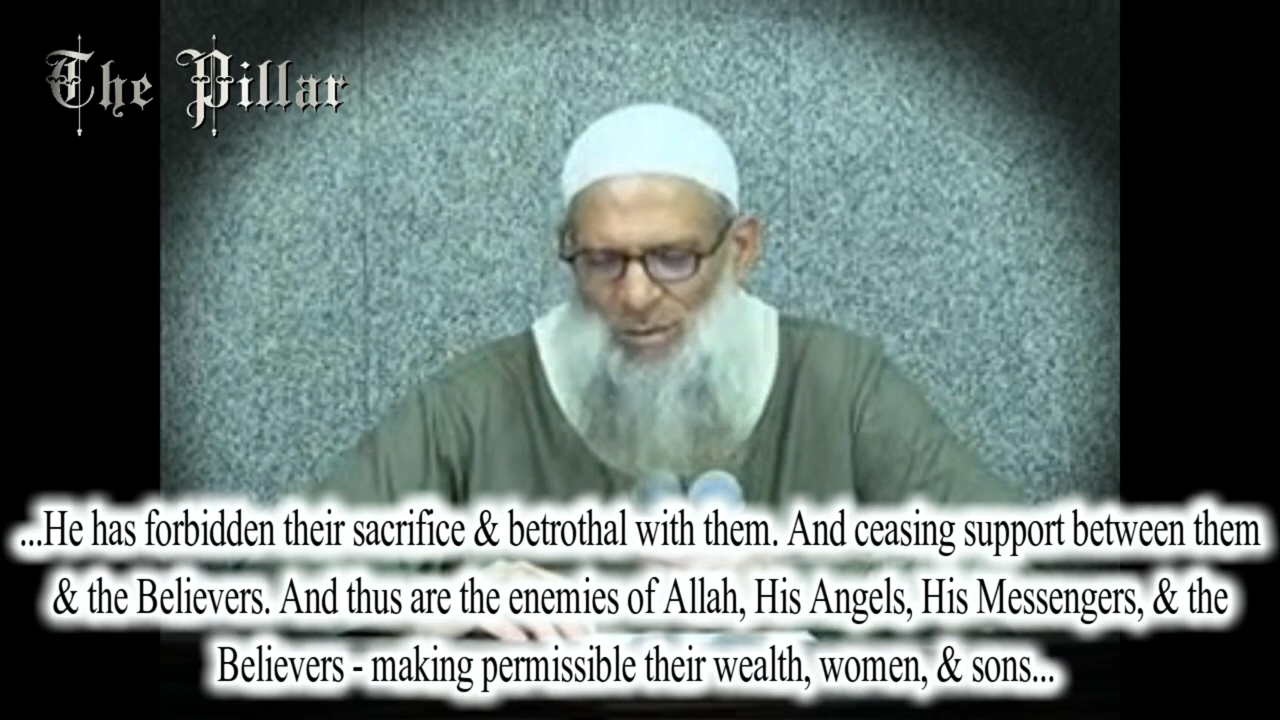 The Pillar
...He has forbidden their sacrifice & betrothal with them. And ceasing support between them
& the Believers. And thus are the enemies of Allah, His Angels, His Messengers, & the
Believers - making permissible their wealth, women, & sons...